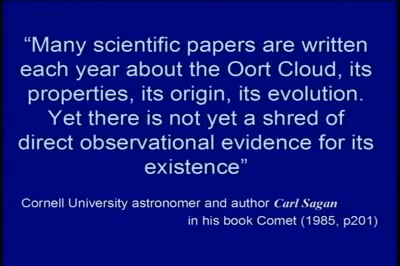 “Many scientific papers are written
each year about the Oort Cloud, its
properties, its origin, its evolution.
Yet there is not yet a shred of
direct observational evidence for its
existence”
Cornell University astronomer and author Carl Sagan
in his book Comet (1985, p201)